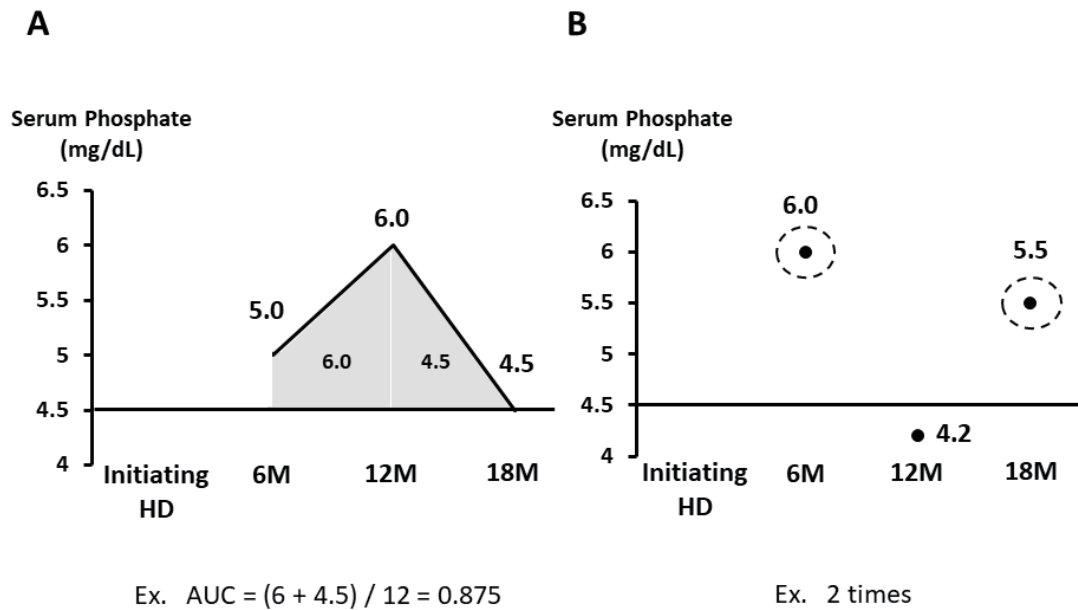 A
Serum Phosphate
(mg/dL)
6.5
6
5.5
5
4.5
4
5.0
6.0
4.5
6.0
4.5
Initiating
HD
6M
12M
18M
Ex. AUC = (6 + 4.5) / 12 = 0.875
B
Serum Phosphate
(mg/dL)
6.5
6
5.5
5
4.5
4
6.0
5.5
4.2
Initiating
HD
6M
12M
18M
Ex. 2 times